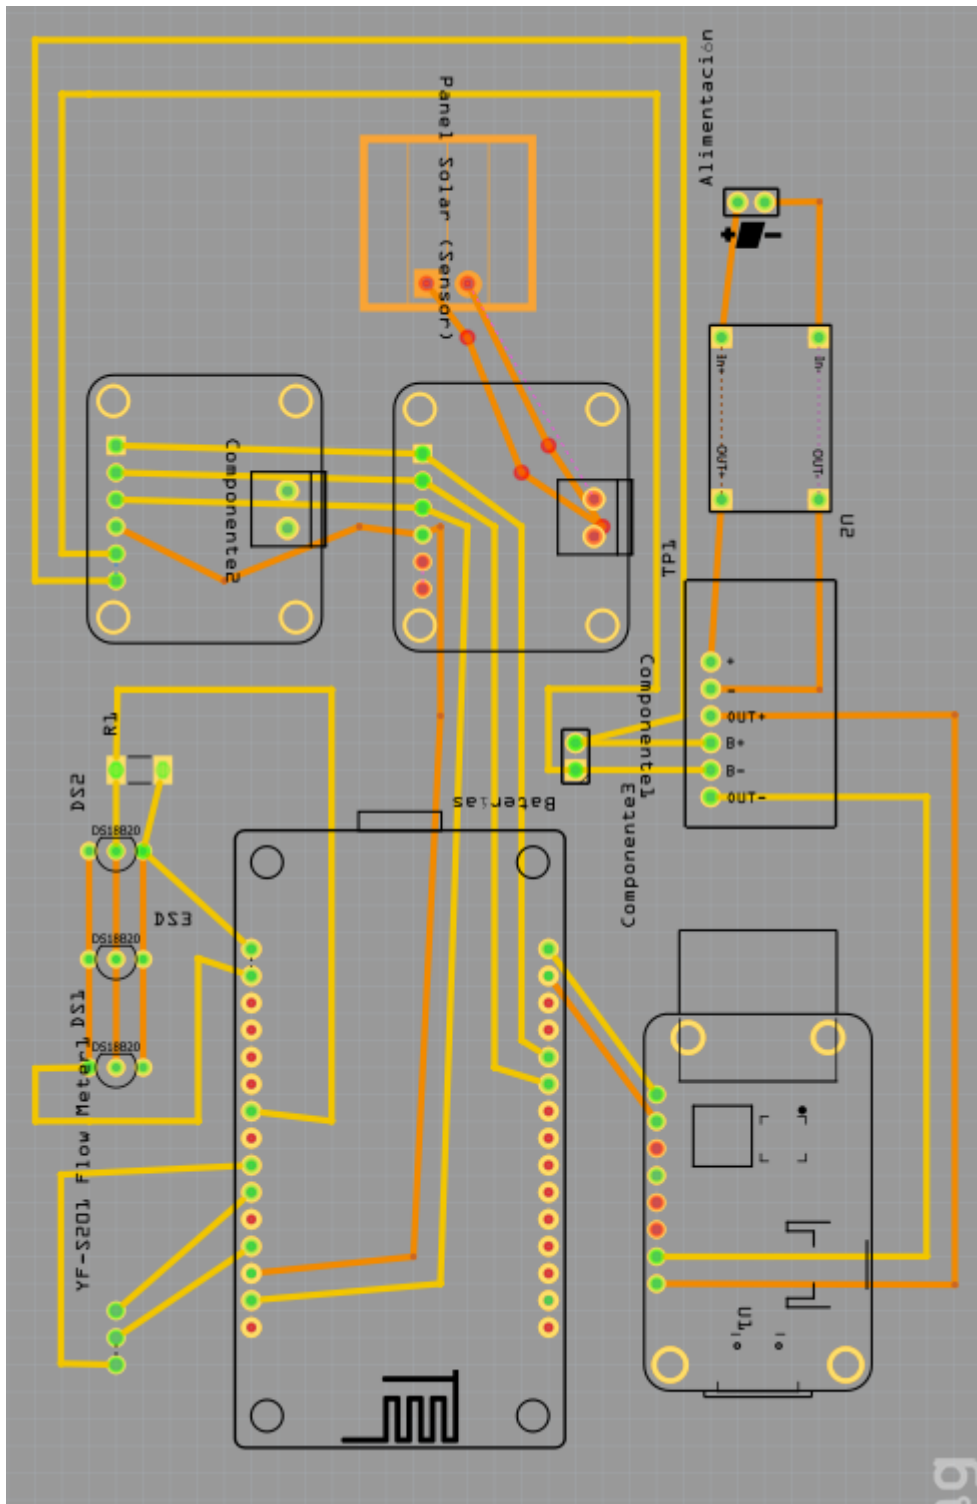 Alimentación
Panel Solar (Sensor)
In+
In-
OUT+
OUT-
U2
Componente2
TP1
+
-
OUT+
B+
B-
OUT-
Componente1
Componente3
Baterias
R1
DS2
DS18B20
DS3
DS18B20
DS1
DS18B20
YF-S201 Flow Meter1
U1